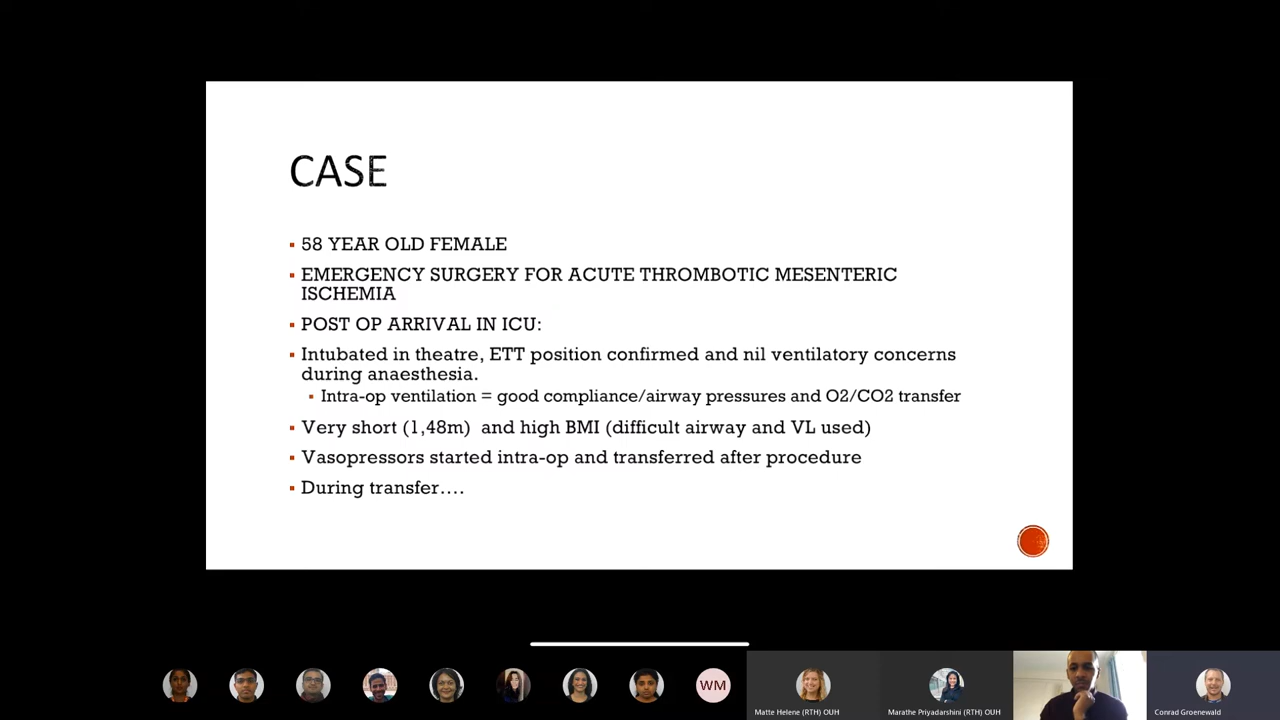 CASE
58 YEAR OLD FEMALE
EMERGENCY SURGERY FOR ACUTE THROMBOTIC MESENTERIC
ISCHEMIA
POST OP ARRIVAL IN ICU:
Intubated in theatre, ETT position confirmed and nil ventilatory concerns
during anaesthesia.
Intra-op ventilation = good compliance/airway pressures and O2/CO2 transfer
Very short (1,48m)  and high BMI (difficult airway and VL used)
Vasopressors started intra-op and transferred after procedure
During transfer….
WM
Matte Helene (RTH) OUH
Marathe Priyadarshini (RTH) OUH
Conrad Groenewald